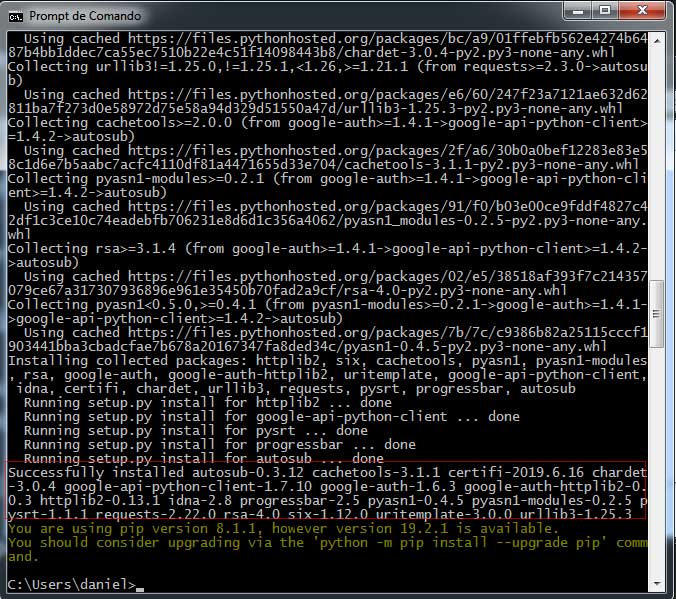 Prompt de Comando
Using cached https://files.pythonhosted.org/packages/bc/a9/01ffebfb562e4274b64
87b4bb1ddec7ca55ec7510b22e4c51f14098443b8/chardet-3.0.4-py2.py3-none-any.whl
Collecting urllib3!=1.25.0,!=1.25.1,<1.26,>=1.21.1 (from requests>=2.3.0->autosu
b)
Using cached https://files.pythonhosted.org/packages/e6/60/247f23a7121ae632d62
811ba7f273d0e58972d75e58a94d329d51550a47d/urllib3-1.25.3-py2.py3-none-any.whl
Collecting cachetools>=2.0.0 (from google-auth>=1.4.1->google-api-python-client>
=1.4.2->autosub)
Using cached https://files.pythonhosted.org/packages/2f/a6/30b0a0bef12283e83e5
8c1d6e7b5aabc7acfc4110df81a4471655d33e704/cachetools-3.1.1-py2.py3-none-any.whl
Collecting pyasn1-modules>=0.2.1 (from google-auth>=1.4.1->google-api-python-cli
ent>=1.4.2->autosub)
Using cached https://files.pythonhosted.org/packages/91/f0/b03e00ce9fddf4827c4
2df1c3ce10c74eadebfb706231e8d6d1c356a4062/pyasn1_modules-0.2.5-py2.py3-none-any.
whl
Collecting rsa>=3.1.4 (from google-auth>=1.4.1->google-api-python-client>=1.4.2-
>autosub)
Using cached https://files.pythonhosted.org/packages/02/e5/38518af393f7c214357
079ce67a317307936896e961e35450b70fad2a9cf/rsa-4.0-py2.py3-none-any.whl
Collecting pyasn1<0.5.0,>=0.4.1 (from pyasn1-modules>=0.2.1->google-auth>=1.4.1-
>google-api-python-client>=1.4.2->autosub)
Using cached https://files.pythonhosted.org/packages/7b/7c/c9386b82a25115cccf1
903441bba3cbadcfae7b678a20167347fa8ded34c/pyasn1-0.4.5-py2.py3-none-any.whl
Installing collected packages: httplib2, six, cachetools, pyasn1, pyasn1-modules
, rsa, google-auth, google-auth-httplib2, uritemplate, google-api-python-client,
idna, certifi, chardet, urllib3, requests, pysrt, progressbar, autosub
Running setup.py install for httplib2 ... done
Running setup.py install for google-api-python-client ... done
Running setup.py install for pysrt ... done
Running setup.py install for progressbar ... done
Running setup.py install for autosub ... done
Successfully installed autosub-0.3.12 cachetools-3.1.1 certifi-2019.6.16 chardet
-3.0.4 google-api-python-client-1.7.10 google-auth-1.6.3 google-auth-httplib2-0.
0.3 httplib2-0.13.1 idna-2.8 progressbar-2.5 pyasn1-0.4.5 pyasn1-modules-0.2.5 p
ysrt-1.1.1 requests-2.22.0 rsa-4.0 six-1.12.0 uritemplate-3.0.0 urllib3-1.25.3
You are using pip version 8.1.1, however version 19.2.1 is available.
You should consider upgrading via the 'python -m pip install --upgrade pip' comm
and.
C:\Users\daniel>_